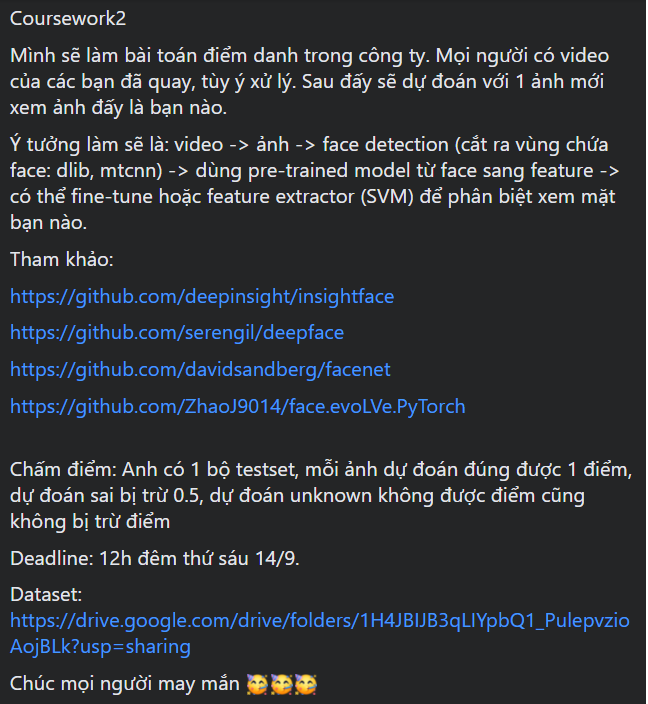 Coursework2
Mình sẽ làm bài toán điểm danh trong công ty. Mọi người có video
của các bạn đã quay, tùy ý xử lý. Sau đấy sẽ dự đoán với 1 ảnh mới
xem ảnh đấy là bạn nào.
Ý tưởng làm sẽ là: video -> ảnh -> face detection (cắt ra vùng chứa
face: dlib, mtcnn) -> dùng pre-trained model từ face sang feature ->
có thể fine-tune hoặc feature extractor (SVM) để phân biệt xem mặt
bạn nào.
Tham khảo:
https://github.com/deepinsight/insightface
https://github.com/serengil/deepface
https://github.com/davidsandberg/facenet
https://github.com/ZhaoJ9014/face.evoLVe.PyTorch
Chấm điểm: Anh có 1 bộ testset, mỗi ảnh dự đoán đúng được 1 điểm,
dự đoán sai bị trừ 0.5, dự đoán unknown không được điểm cũng
không bị trừ điểm
Deadline: 12h đêm thứ sáu 14/9.
Dataset:
https://drive.google.com/drive/folders/1H4JBIJB3qLIYpbQ1_Pulepvzio
AojBLk?usp=sharing
Chúc mọi người may mắn 🥳🥳🥳